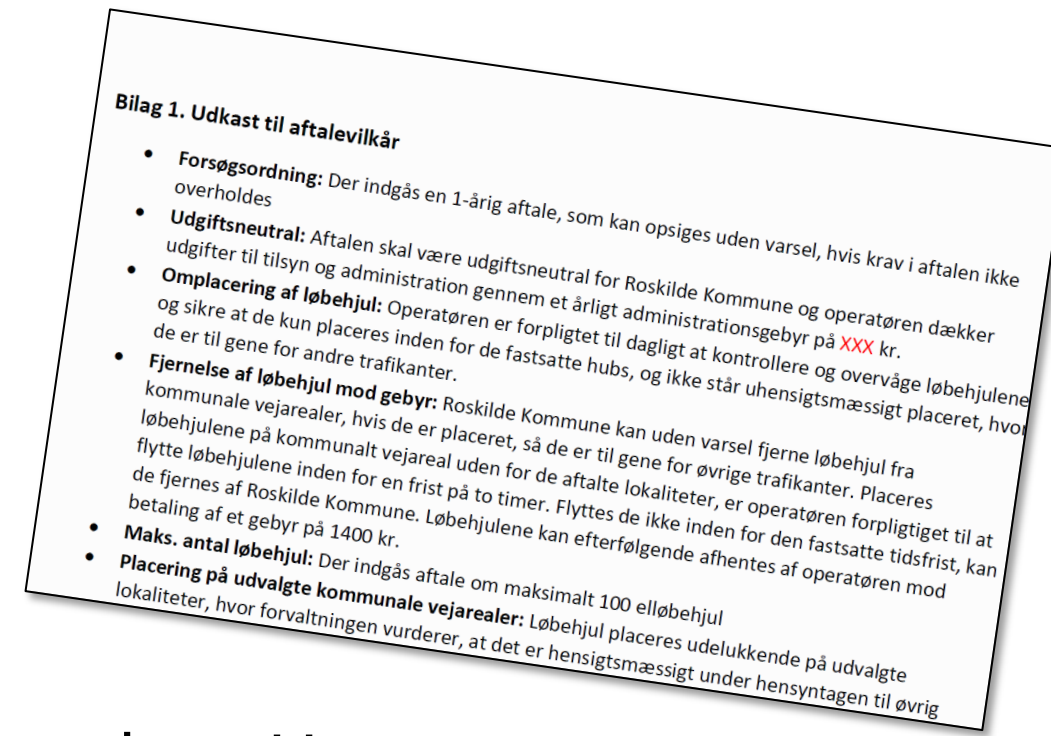 Bilag 1. Udkast til aftalevilkår
• Forsøgsordning: Der indgås en 1-årig aftale, som kan opsiges uden varsel, hvis krav i aftalen ikke
overholdes
• Udgiftsneutral: Aftalen skal være udgiftsneutral for Roskilde Kommune og operatøren dækker
udgifter til tilsyn og administration gennem et årligt administrationsgebyr på XXX kr.
• Omplacering af løbehjul: Operatøren er forpligtet til dagligt at kontrollere og overvåge løbehjulene
og sikre at de kun placeres inden for de fastsatte hubs, og ikke står uhensigtsmæssigt placeret, hvor
de er til gene for andre trafikanter.
• Fjernelse af løbehjul mod gebyr: Roskilde Kommune kan uden varsel fjerne løbehjul fra
kommunale vejarealer, hvis de er placeret, så de er til gene for øvrige trafikanter. Placeres
løbehjulene på kommunalt vejareal uden for de aftalte lokaliteter, er operatøren forpligtiget til at
flytte løbehjulene inden for en frist på to timer. Flyttes de ikke inden for den fastsatte tidsfrist, kan
de fjernes af Roskilde Kommune. Løbehjulene kan efterfølgende afhentes af operatøren mod
betaling af et gebyr på 1400 kr.
• Maks. antal løbehjul: Der indgås aftale om maksimalt 100 elløbehjul
• Placering på udvalgte kommunale vejarealer: Løbehjul placeres udelukkende på udvalgte
lokaliteter, hvor forvaltningen vurderer, at det er hensigtsmæssigt under hensyntagen til øvrig